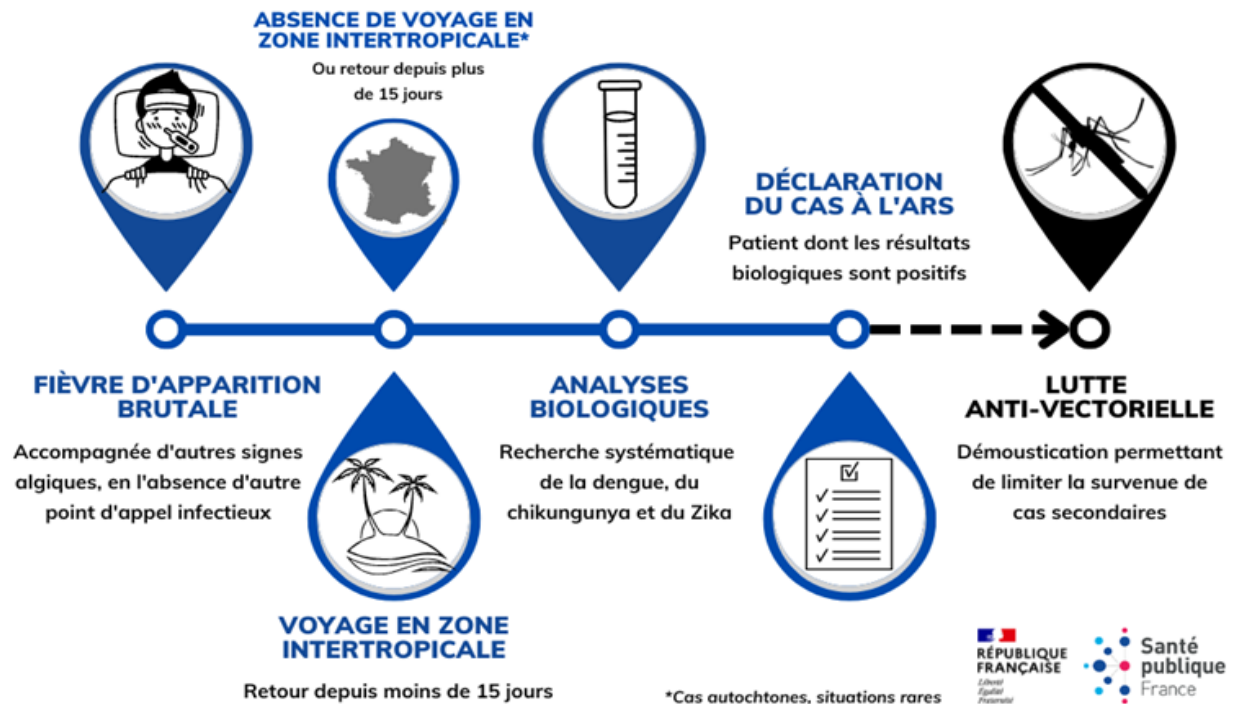 ABSENCE DE VOYAGE EN
ZONE INTERTROPICALE*
Ou retour depuis plus
de 15 jours
DÉCLARATION
DU CAS À L'ARS
Patient dont les résultats
biologiques sont positifs
FIÈVRE D'APPARITION
BRUTALE
Accompagnée d'autres signes
algiques, en l'absence d'autre
point d'appel infectieux
ANALYSES
BIOLOGIQUES
Recherche systématique
de la dengue, du
chikungunya et du Zika
LUTTE
ANTI-VECTORIELLE
Démoustication permettant
de limiter la survenue de
cas secondaires
VOYAGE EN ZONE
INTERTROPICALE
Retour depuis moins de 15 jours
*Cas autochtones, situations rares
RÉPUBLIQUE
FRANÇAISE
Liberté
Égalité
Fraternité
Santé
publique
France